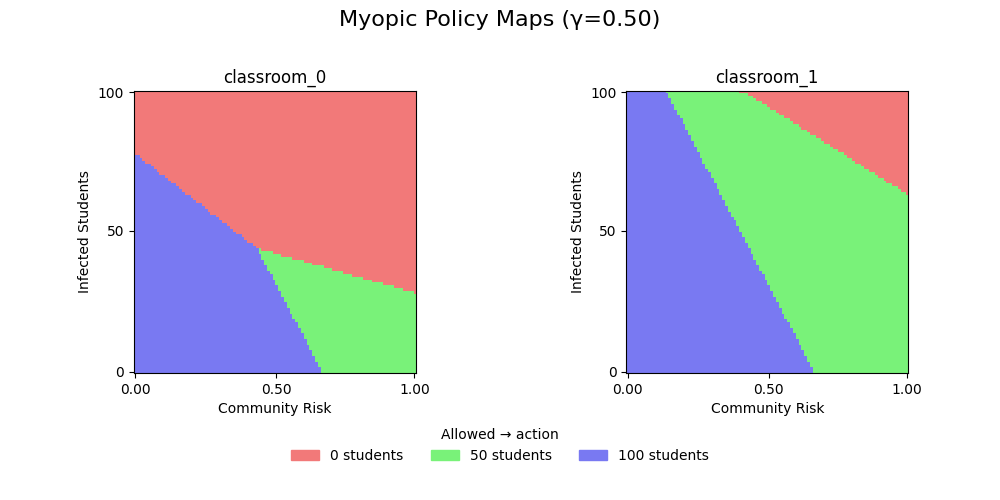 Myopic Policy Maps (γ=0.50)
classroom_0
classroom_1
100
50
0
Infected Students
0.00 0.50 1.00
Community Risk
100
50
0
Infected Students
0.00 0.50 1.00
Community Risk
Allowed → action
0 students 50 students 100 students